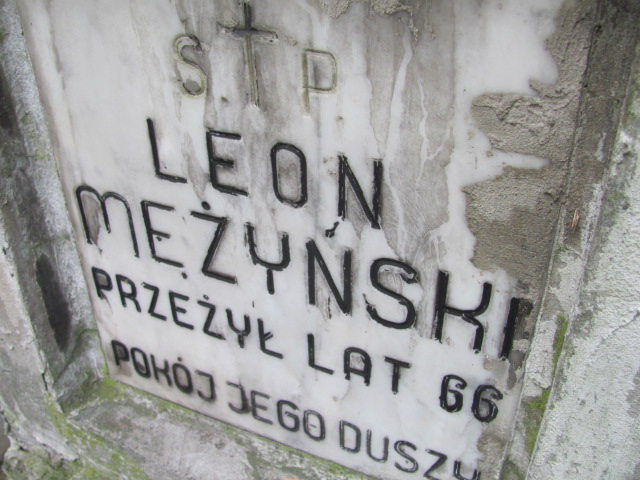 S P
LEON
MĘŻYŃSKI
PRZEŻYŁ LAT 66
POKÓJ JEGO DUSZY